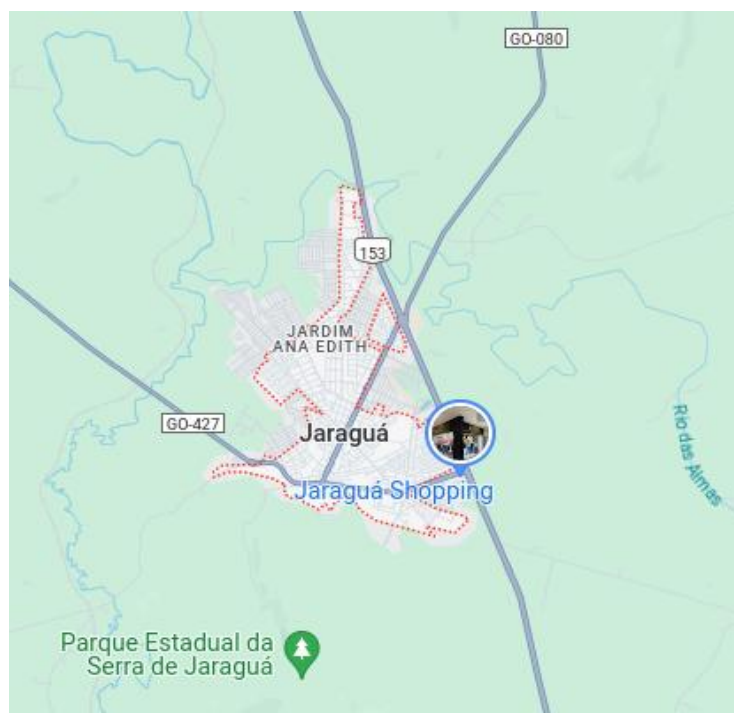 GO-080
153
JARDIM
ANA EDITH
GO-427
Jaraguá
Jaraguá Shopping
Rio das Almas
Parque Estadual da
Serra de Jaraguá